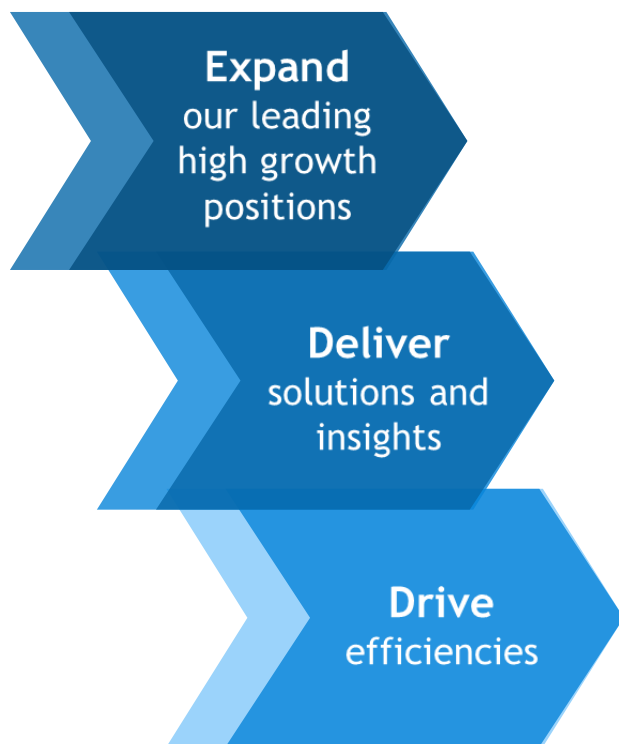 Expand
our leading
high growth
positions
Deliver
solutions and
insights
Drive
efficiencies